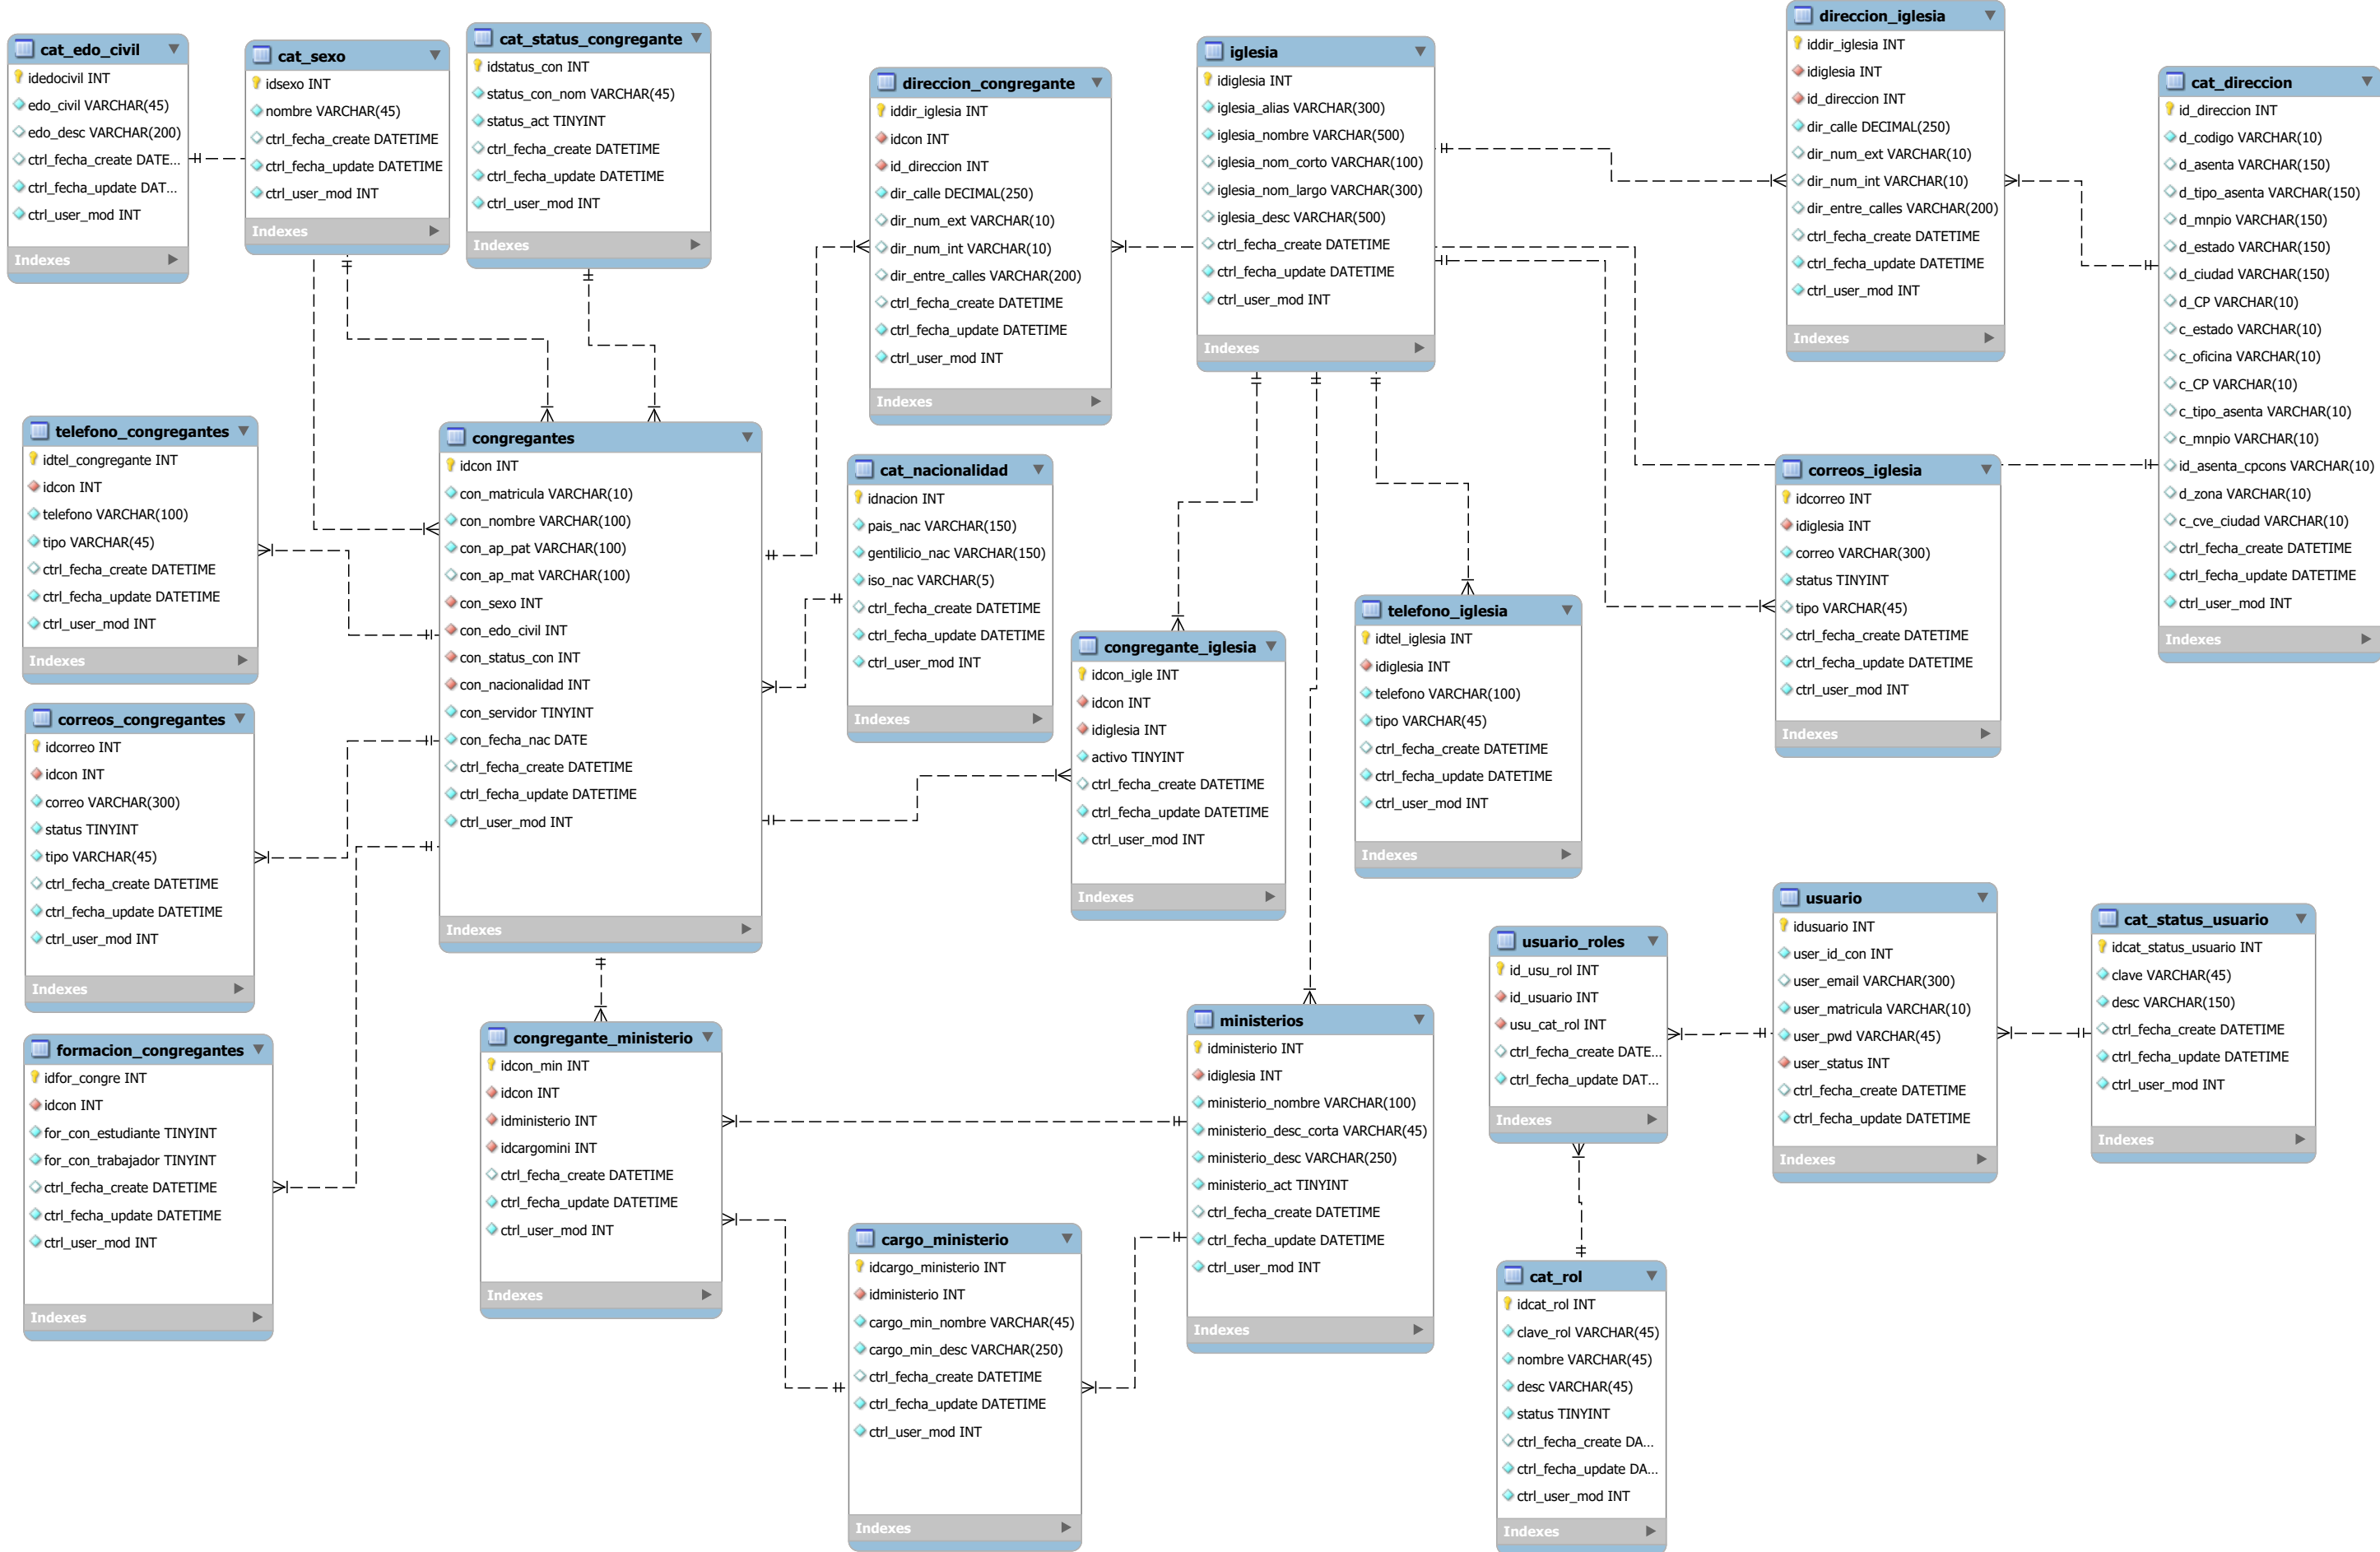 cat_edo_civil
idedocivil INT
edo_civil VARCHAR(45)
edo_desc VARCHAR(200)
ctrl_fecha_create DATE...
ctrl_fecha_update DAT...
ctrl_user_mod INT
Indexes
cat_sexo
idsexo INT
nombre VARCHAR(45)
ctrl_fecha_create DATETIME
ctrl_fecha_update DATETIME
ctrl_user_mod INT
Indexes
cat_status_congregante
idstatus_con INT
status_con_nom VARCHAR(45)
status_act TINYINT
ctrl_fecha_create DATETIME
ctrl_fecha_update DATETIME
ctrl_user_mod INT
Indexes
direccion_congregante
iddir_iglesia INT
idcon INT
id_direccion INT
dir_calle DECIMAL(250)
dir_num_ext VARCHAR(10)
dir_num_int VARCHAR(10)
dir_entre_calles VARCHAR(200)
ctrl_fecha_create DATETIME
ctrl_fecha_update DATETIME
ctrl_user_mod INT
Indexes
iglesia
idiglesia INT
iglesia_alias VARCHAR(300)
iglesia_nombre VARCHAR(500)
iglesia_nom_corto VARCHAR(100)
iglesia_nom_largo VARCHAR(300)
iglesia_desc VARCHAR(500)
ctrl_fecha_create DATETIME
ctrl_fecha_update DATETIME
ctrl_user_mod INT
Indexes
direccion_iglesia
iddir_iglesia INT
idiglesia INT
id_direccion INT
dir_calle DECIMAL(250)
dir_num_ext VARCHAR(10)
dir_num_int VARCHAR(10)
dir_entre_calles VARCHAR(200)
ctrl_fecha_create DATETIME
ctrl_fecha_update DATETIME
ctrl_user_mod INT
Indexes
cat_direccion
id_direccion INT
d_codigo VARCHAR(10)
d_asenta VARCHAR(150)
d_tipo_asenta VARCHAR(150)
d_mnpio VARCHAR(150)
d_estado VARCHAR(150)
d_ciudad VARCHAR(150)
d_CP VARCHAR(10)
c_estado VARCHAR(10)
c_oficina VARCHAR(10)
c_CP VARCHAR(10)
c_tipo_asenta VARCHAR(10)
c_mnpio VARCHAR(10)
id_asenta_cpcons VARCHAR(10)
d_zona VARCHAR(10)
c_cve_ciudad VARCHAR(10)
ctrl_fecha_create DATETIME
ctrl_fecha_update DATETIME
ctrl_user_mod INT
Indexes
telefono_congregantes
idtel_congregante INT
idcon INT
telefono VARCHAR(100)
tipo VARCHAR(45)
ctrl_fecha_create DATETIME
ctrl_fecha_update DATETIME
ctrl_user_mod INT
Indexes
congregantes
idcon INT
con_matricula VARCHAR(10)
con_nombre VARCHAR(100)
con_ap_pat VARCHAR(100)
con_ap_mat VARCHAR(100)
con_sexo INT
con_edo_civil INT
con_status_con INT
con_nacionalidad INT
con_servidor TINYINT
con_fecha_nac DATE
ctrl_fecha_create DATETIME
ctrl_fecha_update DATETIME
ctrl_user_mod INT
Indexes
cat_nacionalidad
idnacion INT
pais_nac VARCHAR(150)
gentilicio_nac VARCHAR(150)
iso_nac VARCHAR(5)
ctrl_fecha_create DATETIME
ctrl_fecha_update DATETIME
ctrl_user_mod INT
Indexes
correos_iglesia
idcorreo INT
idiglesia INT
correo VARCHAR(300)
status TINYINT
tipo VARCHAR(45)
ctrl_fecha_create DATETIME
ctrl_fecha_update DATETIME
ctrl_user_mod INT
Indexes
telefono_iglesia
idtel_iglesia INT
idiglesia INT
telefono VARCHAR(100)
tipo VARCHAR(45)
ctrl_fecha_create DATETIME
ctrl_fecha_update DATETIME
ctrl_user_mod INT
Indexes
congregante_iglesia
idcon_igle INT
idcon INT
idiglesia INT
activo TINYINT
ctrl_fecha_create DATETIME
ctrl_fecha_update DATETIME
ctrl_user_mod INT
Indexes
correos_congregantes
idcorreo INT
idcon INT
correo VARCHAR(300)
status TINYINT
tipo VARCHAR(45)
ctrl_fecha_create DATETIME
ctrl_fecha_update DATETIME
ctrl_user_mod INT
Indexes
usuario
idusuario INT
user_id_con INT
user_email VARCHAR(300)
user_matricula VARCHAR(10)
user_pwd VARCHAR(45)
user_status INT
ctrl_fecha_create DATETIME
ctrl_fecha_update DATETIME
Indexes
cat_status_usuario
idcat_status_usuario INT
clave VARCHAR(45)
desc VARCHAR(150)
ctrl_fecha_create DATETIME
ctrl_fecha_update DATETIME
ctrl_user_mod INT
Indexes
usuario_roles
id_usu_rol INT
id_usuario INT
usu_cat_rol INT
ctrl_fecha_create DATE...
ctrl_fecha_update DAT...
Indexes
formacion_congregantes
idfor_congre INT
idcon INT
for_con_estudiante TINYINT
for_con_trabajador TINYINT
ctrl_fecha_create DATETIME
ctrl_fecha_update DATETIME
ctrl_user_mod INT
Indexes
congregante_ministerio
idcon_min INT
idcon INT
idministerio INT
idcargomini INT
ctrl_fecha_create DATETIME
ctrl_fecha_update DATETIME
ctrl_user_mod INT
Indexes
ministerios
idministerio INT
idiglesia INT
ministerio_nombre VARCHAR(100)
ministerio_desc_corta VARCHAR(45)
ministerio_desc VARCHAR(250)
ministerio_act TINYINT
ctrl_fecha_create DATETIME
ctrl_fecha_update DATETIME
ctrl_user_mod INT
Indexes
cargo_ministerio
idcargo_ministerio INT
idministerio INT
cargo_min_nombre VARCHAR(45)
cargo_min_desc VARCHAR(250)
ctrl_fecha_create DATETIME
ctrl_fecha_update DATETIME
ctrl_user_mod INT
Indexes
cat_rol
idcat_rol INT
clave_rol VARCHAR(45)
nombre VARCHAR(45)
desc VARCHAR(45)
status TINYINT
ctrl_fecha_create DA...
ctrl_fecha_update DA...
ctrl_user_mod INT
Indexes